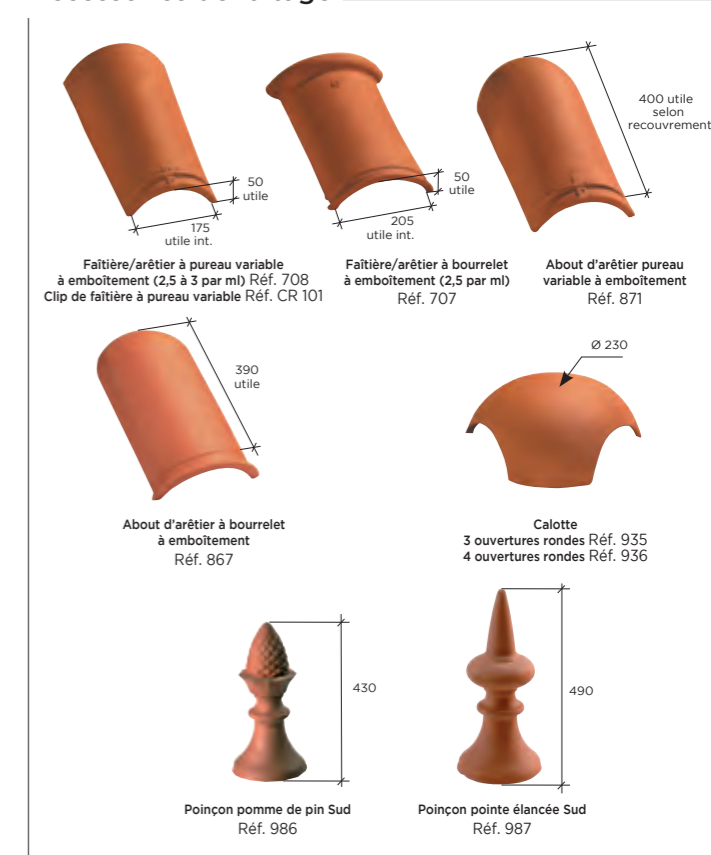 400 utile
selon
recouvrement
50
utile
175
utile int.
50
utile
205
utile int.
Faîtière/arêtier à pureau variable
à emboîtement (2,5 à 3 par ml) Réf. 708
Clip de faîtière à pureau variable Réf. CR 101
Faîtière/arêtier à bourrelet
à emboîtement (2,5 par ml)
Réf. 707
About d'arêtier pureau
variable à emboîtement
Réf. 871
390
utile
Ø 230
About d'arêtier à bourrelet
à emboîtement
Réf. 867
Calotte
3 ouvertures rondes Réf. 935
4 ouvertures rondes Réf. 936
430
490
Poinçon pomme de pin Sud
Réf. 986
Poinçon pointe élancée Sud
Réf. 987